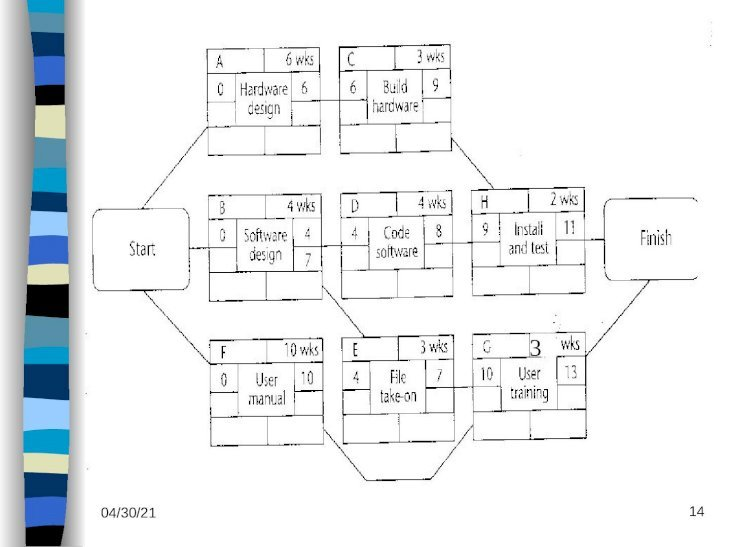 A 6 wks
0 Hardware 6
design
C 3 wks
6 Build 9
hardware
B 4 wks
0 Software 4
design 7
D 4 wks
4 Code 8
software
H 2 wks
9 Install 11
and test
Start
Finish
F 10 wks
0 User 10
manual
E 3 wks
4 File 7
take-on
G 3 wks
10 User 13
training
04/30/21
14